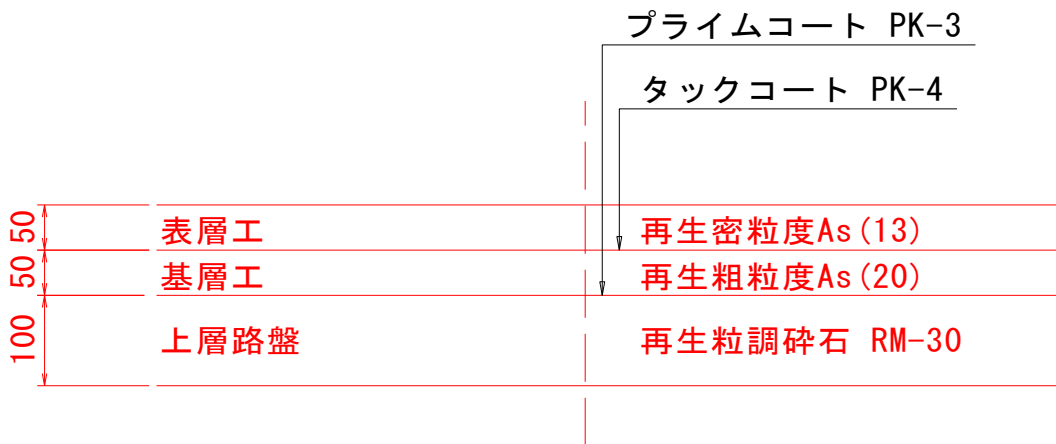 プライムコート PK-3
タックコート PK-4
50 表層工 再生密粒度As(13)
50 基層工 再生粗粒度As(20)
100 上層路盤 再生粒調砕石 RM-30